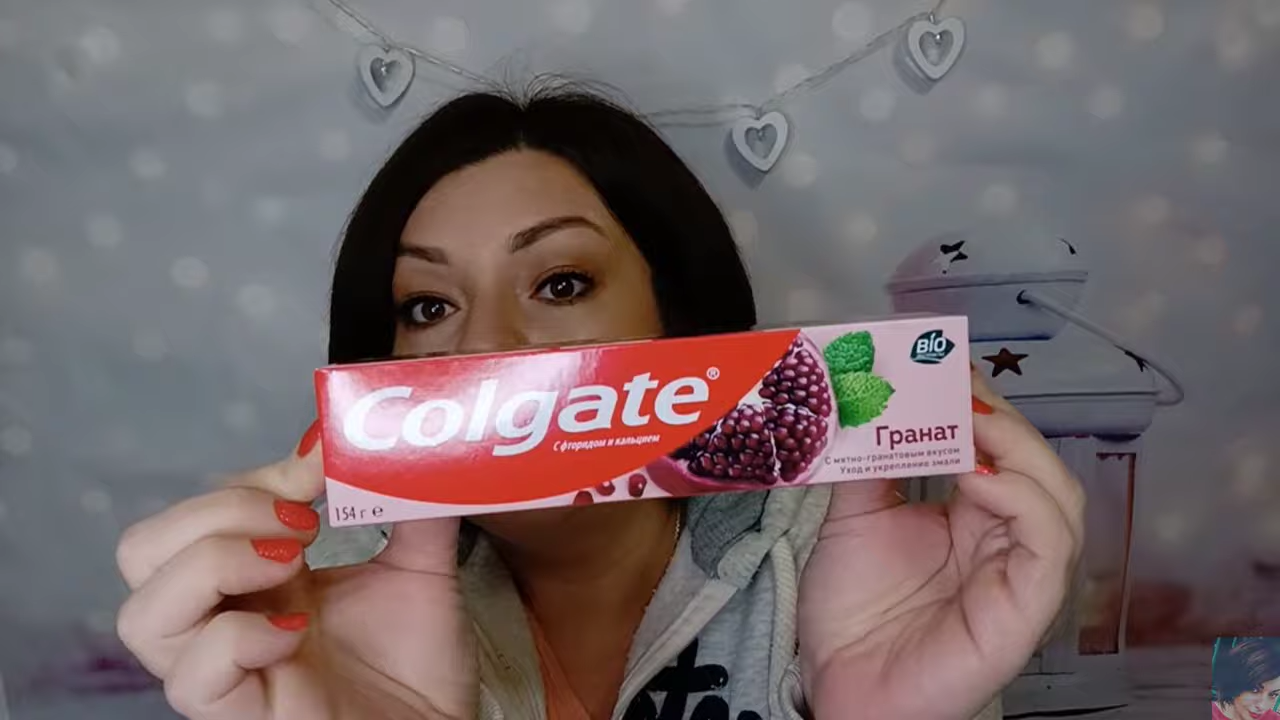 Colgate®
С фторидом и кальцием
BIO
Гранат
С мятно-гранатовым вкусом
Уход и укрепление эмали
154 г e